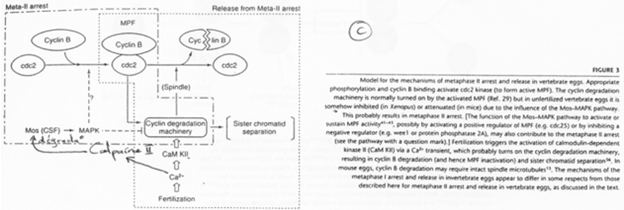 Meta-II arrest
Release from Meta-II arrest
MPF
Cyclin B
Cyclin B
Cyc lin B
cdc2
cdc2
cdc2
(Spindle)
?
Mos (CSF)
MAPK
Cyclin degradation
machinery
Sister chromatid
separation
CaM KII
Ca²⁺
Fertilization
Calpaine II
C
FIGURE 3
Model for the mechanisms of metaphase II arrest and release in vertebrate eggs. Appropriate
phosphorylation and cyclin B binding activate cdc2 kinase (to form active MPF). The cyclin degradation
machinery is normally turned on by the activated MPF (Ref. 29) but in unfertilized vertebrate eggs it is
somehow inhibited (in Xenopus) or attenuated (in mice) due to the influence of the Mos–MAPK pathway.
This probably results in metaphase II arrest. [The function of the Mos–MAPK pathway to activate or
sustain MPF activity, possibly by activating a positive regulator of MPF (e.g. cdc25) or by inhibiting a
negative regulator (e.g. wee1 or protein phosphatase 2A), may also contribute to the metaphase II arrest
(see the pathway with a question mark).] Fertilization triggers the activation of calmodulin-dependent
kinase II (CaM KII) via a Ca²⁺ transient, which probably turns on the cyclin degradation machinery,
resulting in cyclin B degradation (and hence MPF inactivation) and sister chromatid separation. In
mouse eggs, cyclin B degradation may require intact spindle microtubules. The mechanisms of the
metaphase I arrest and release in invertebrate eggs appear to differ in some respects from those
described here for metaphase II arrest and release in vertebrate eggs, as discussed in the text.